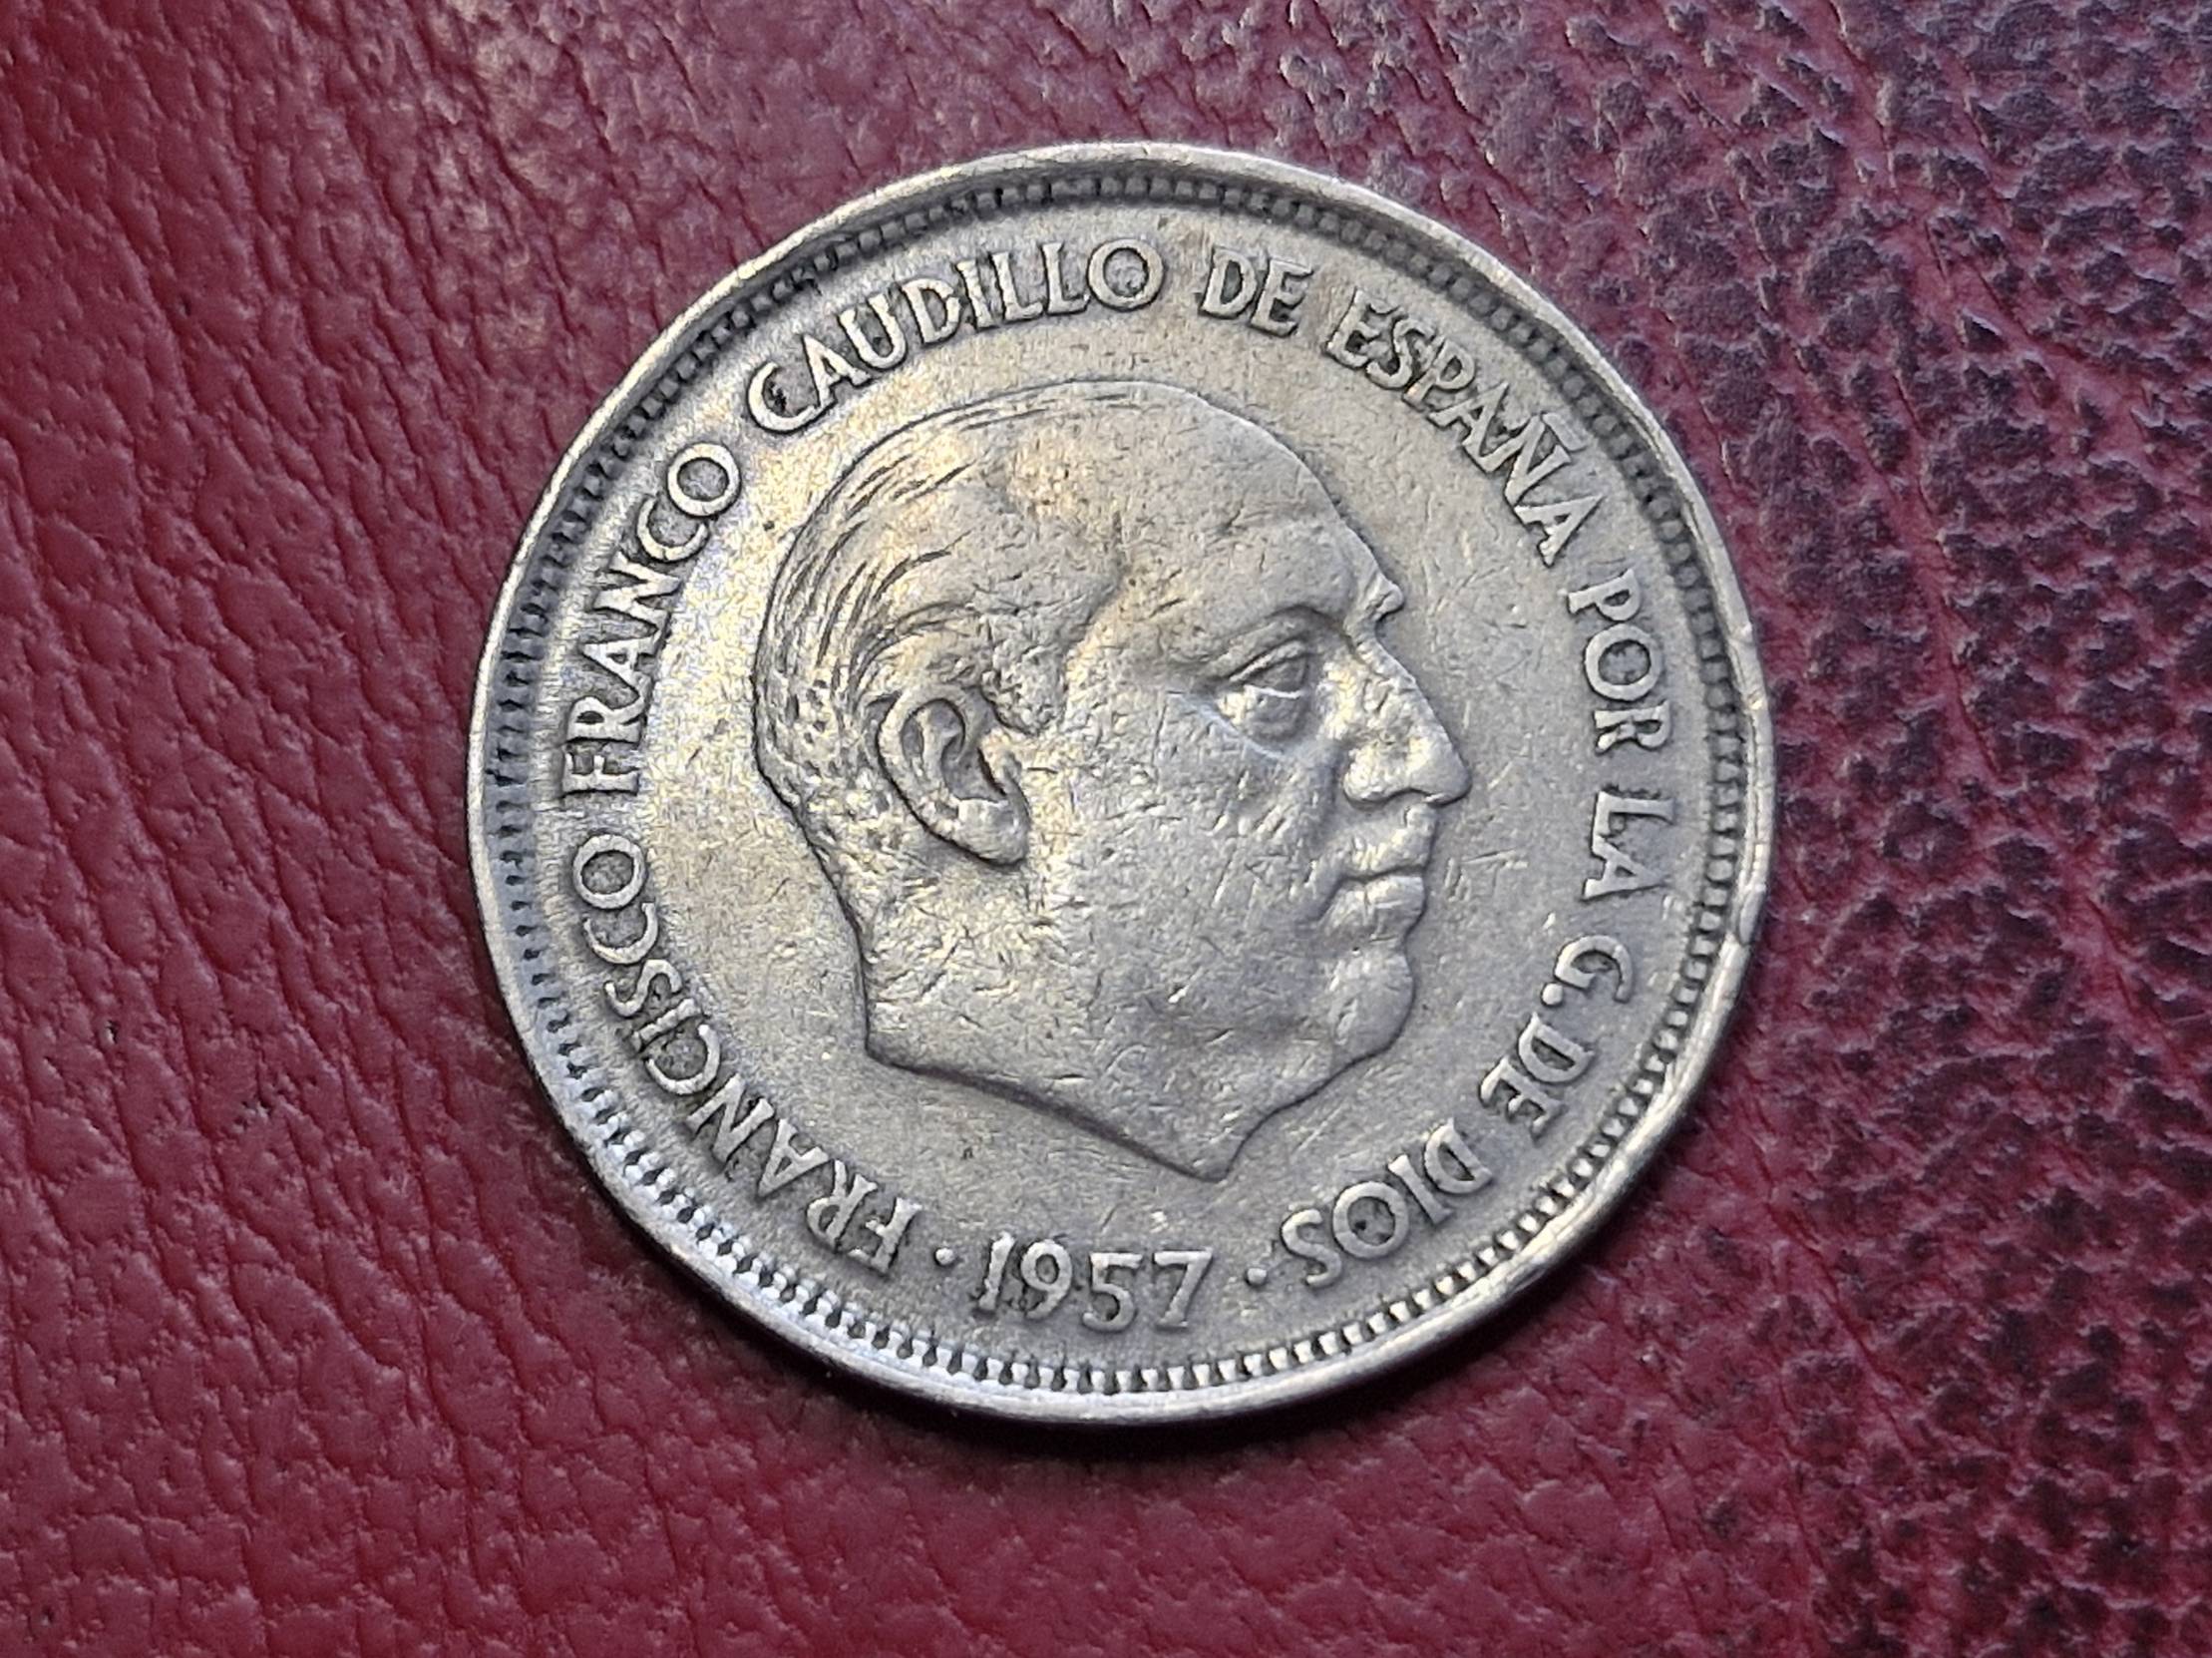 FRANCISCO FRANCO CAUDILLO DE ESPAÑA POR LA G. DE DIOS
· 1957 ·